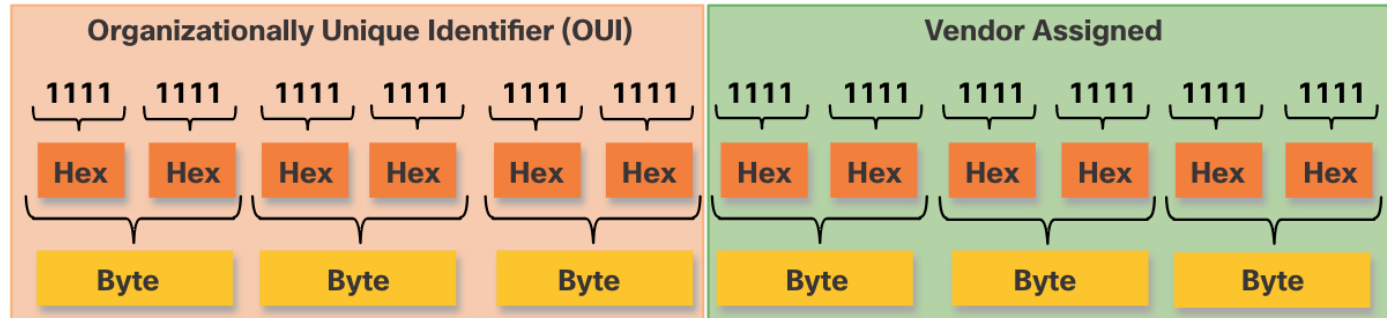 Organizationally Unique Identifier (OUI) Vendor Assigned
1111 1111 1111 1111 1111 1111 1111 1111 1111 1111 1111 1111
Hex Hex Hex Hex Hex Hex Hex Hex Hex Hex Hex Hex
Byte Byte Byte Byte Byte Byte